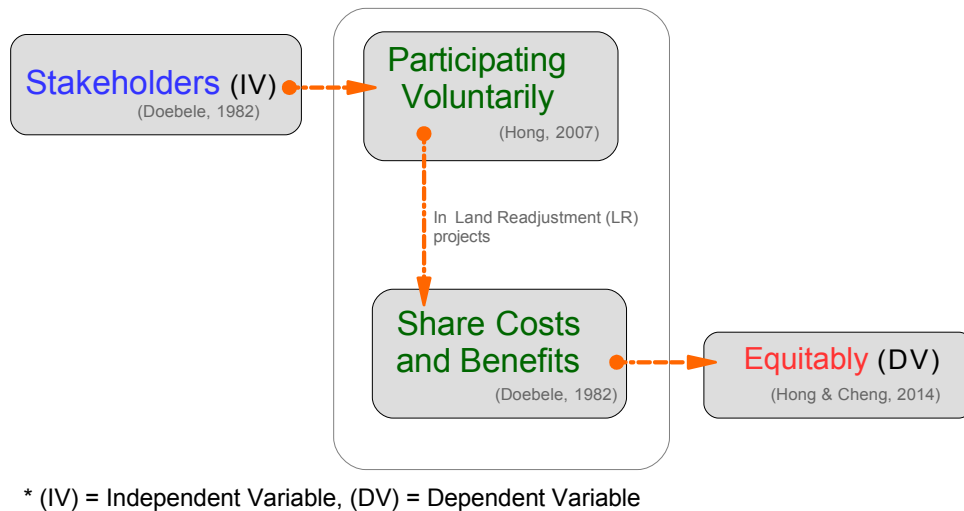 Stakeholders (IV)
(Doebele, 1982)
Participating
Voluntarily
(Hong, 2007)
In Land Readjustment (LR)
projects
Share Costs
and Benefits
(Doebele, 1982)
Equitably (DV)
(Hong & Cheng, 2014)
* (IV) = Independent Variable, (DV) = Dependent Variable